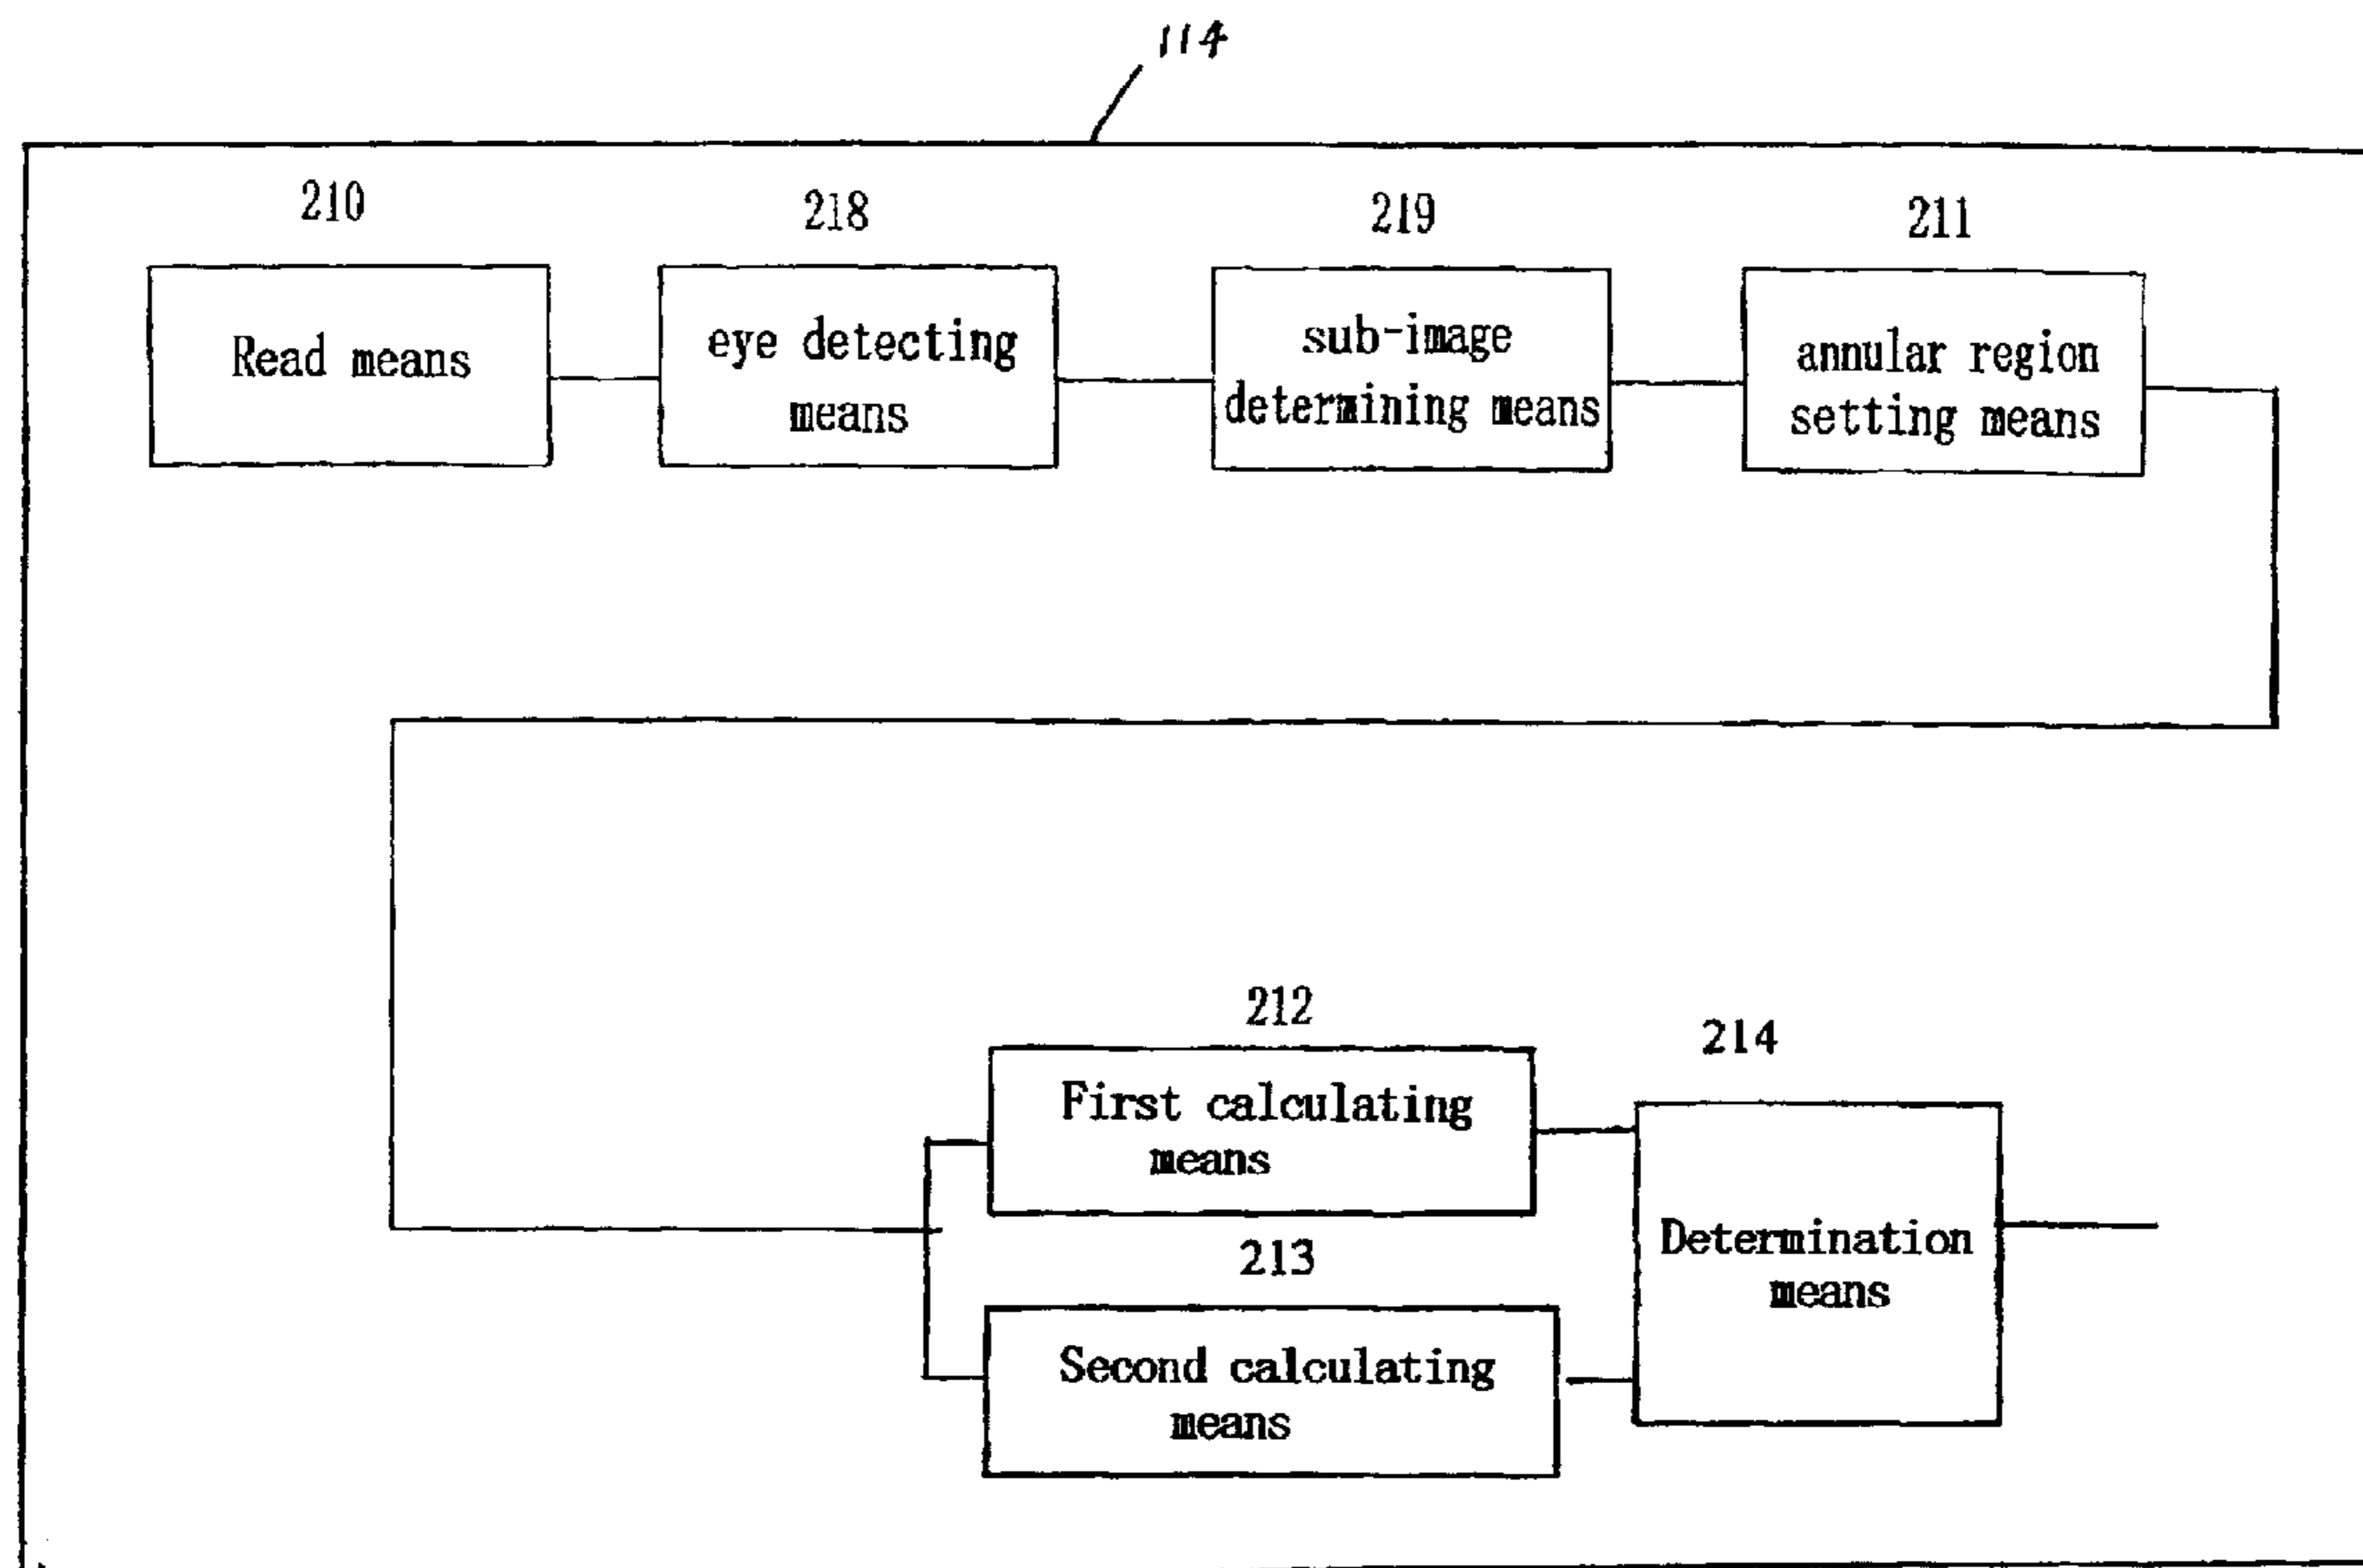 114
210
218
219
211
Read means
eye detecting
means
sub-image
determining means
annular region
setting means
212
214
First calculating
means
213
Determination
means
Second calculating
means